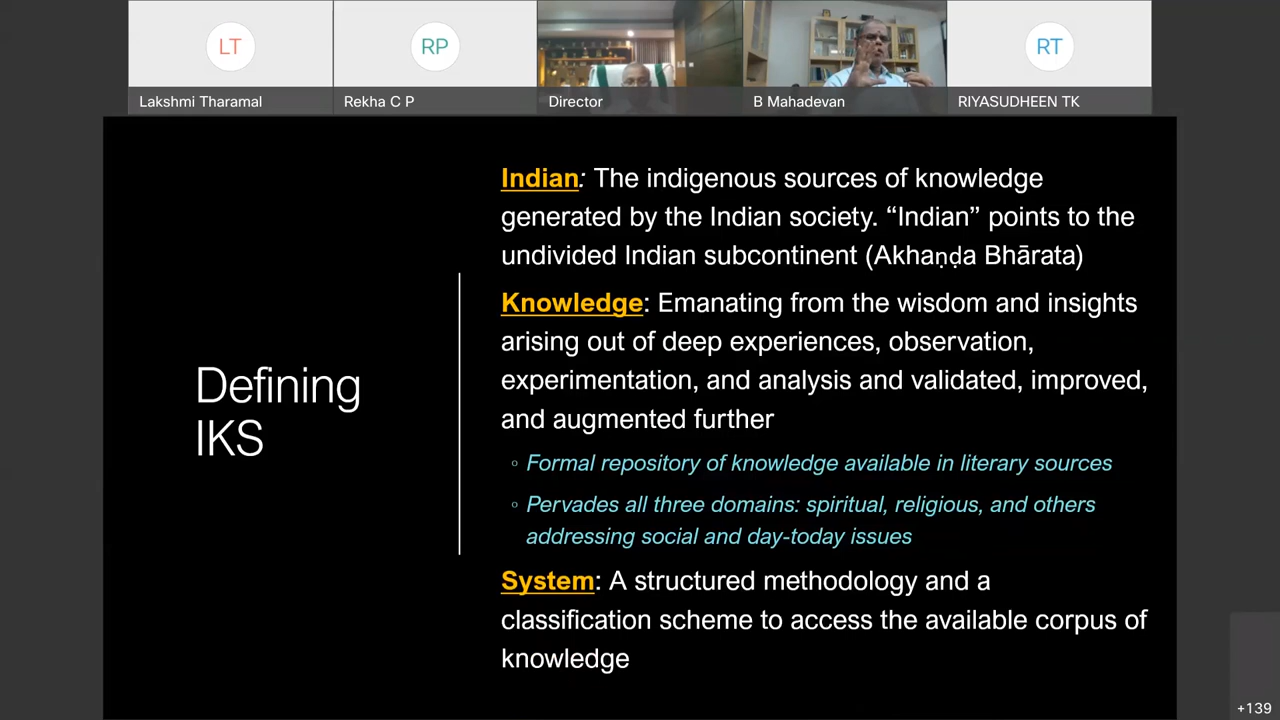 LT
RP
RT
Lakshmi Tharamal
Rekha C P
Director
B Mahadevan
RIYASUDHEEN TK
Defining
IKS
Indian: The indigenous sources of knowledge
generated by the Indian society. “Indian” points to the
undivided Indian subcontinent (Akhaṇḍa Bhārata)
Knowledge: Emanating from the wisdom and insights
arising out of deep experiences, observation,
experimentation, and analysis and validated, improved,
and augmented further
◦ Formal repository of knowledge available in literary sources
◦ Pervades all three domains: spiritual, religious, and others
addressing social and day-today issues
System: A structured methodology and a
classification scheme to access the available corpus of
knowledge
+139